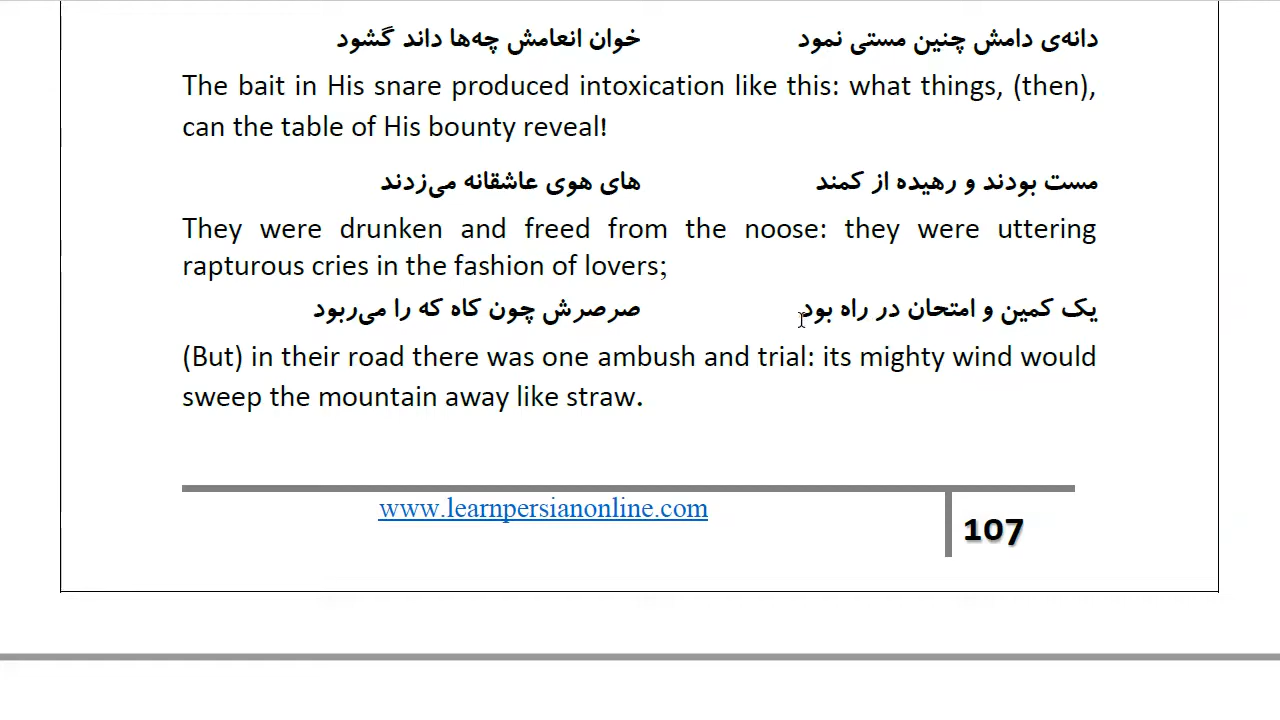 دانه‌ی دامش چنین مستی نمود خوان انعامش چه‌ها داند گشود
The bait in His snare produced intoxication like this: what things, (then),
can the table of His bounty reveal!
مست بودند و رهیده از کمند های هوی عاشقانه می‌زدند
They were drunken and freed from the noose: they were uttering
rapturous cries in the fashion of lovers;
یک کمین و امتحان در راه بود صرصرش چون کاه که را می‌ربود
(But) in their road there was one ambush and trial: its mighty wind would
sweep the mountain away like straw.
www.learnpersianonline.com
107